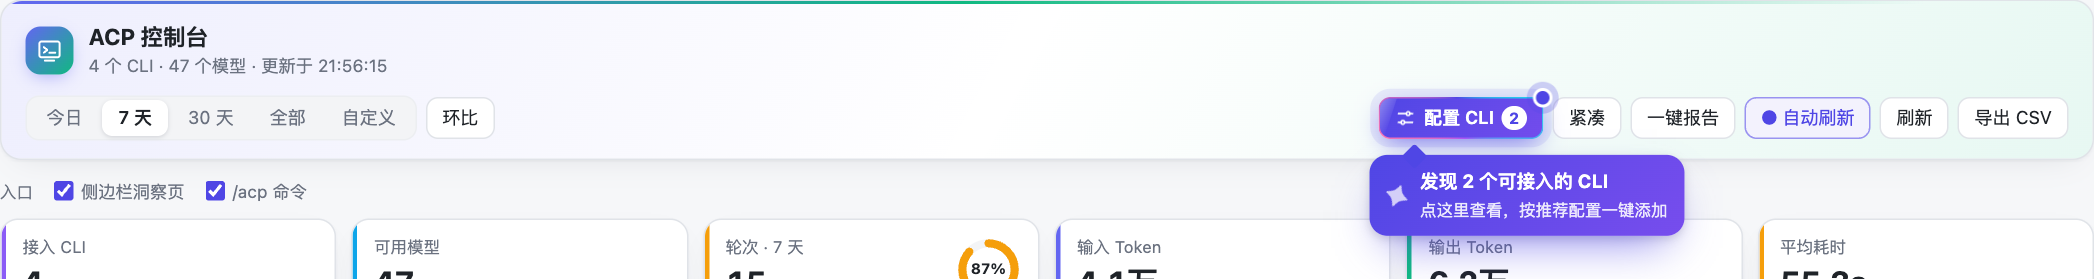 ACP 控制台
4 个 CLI · 47 个模型 · 更新于 21:56:15
今日 7 天 30 天 全部 自定义 环比 配置 CLI 2 紧凑 一键报告 自动刷新 刷新 导出 CSV
发现 2 个可接入的 CLI
点这里查看，按推荐配置一键添加
入口 侧边栏洞察页 /acp 命令
接入 CLI 可用模型 轮次 · 7 天 输入 Token 输出 Token 平均耗时
87%